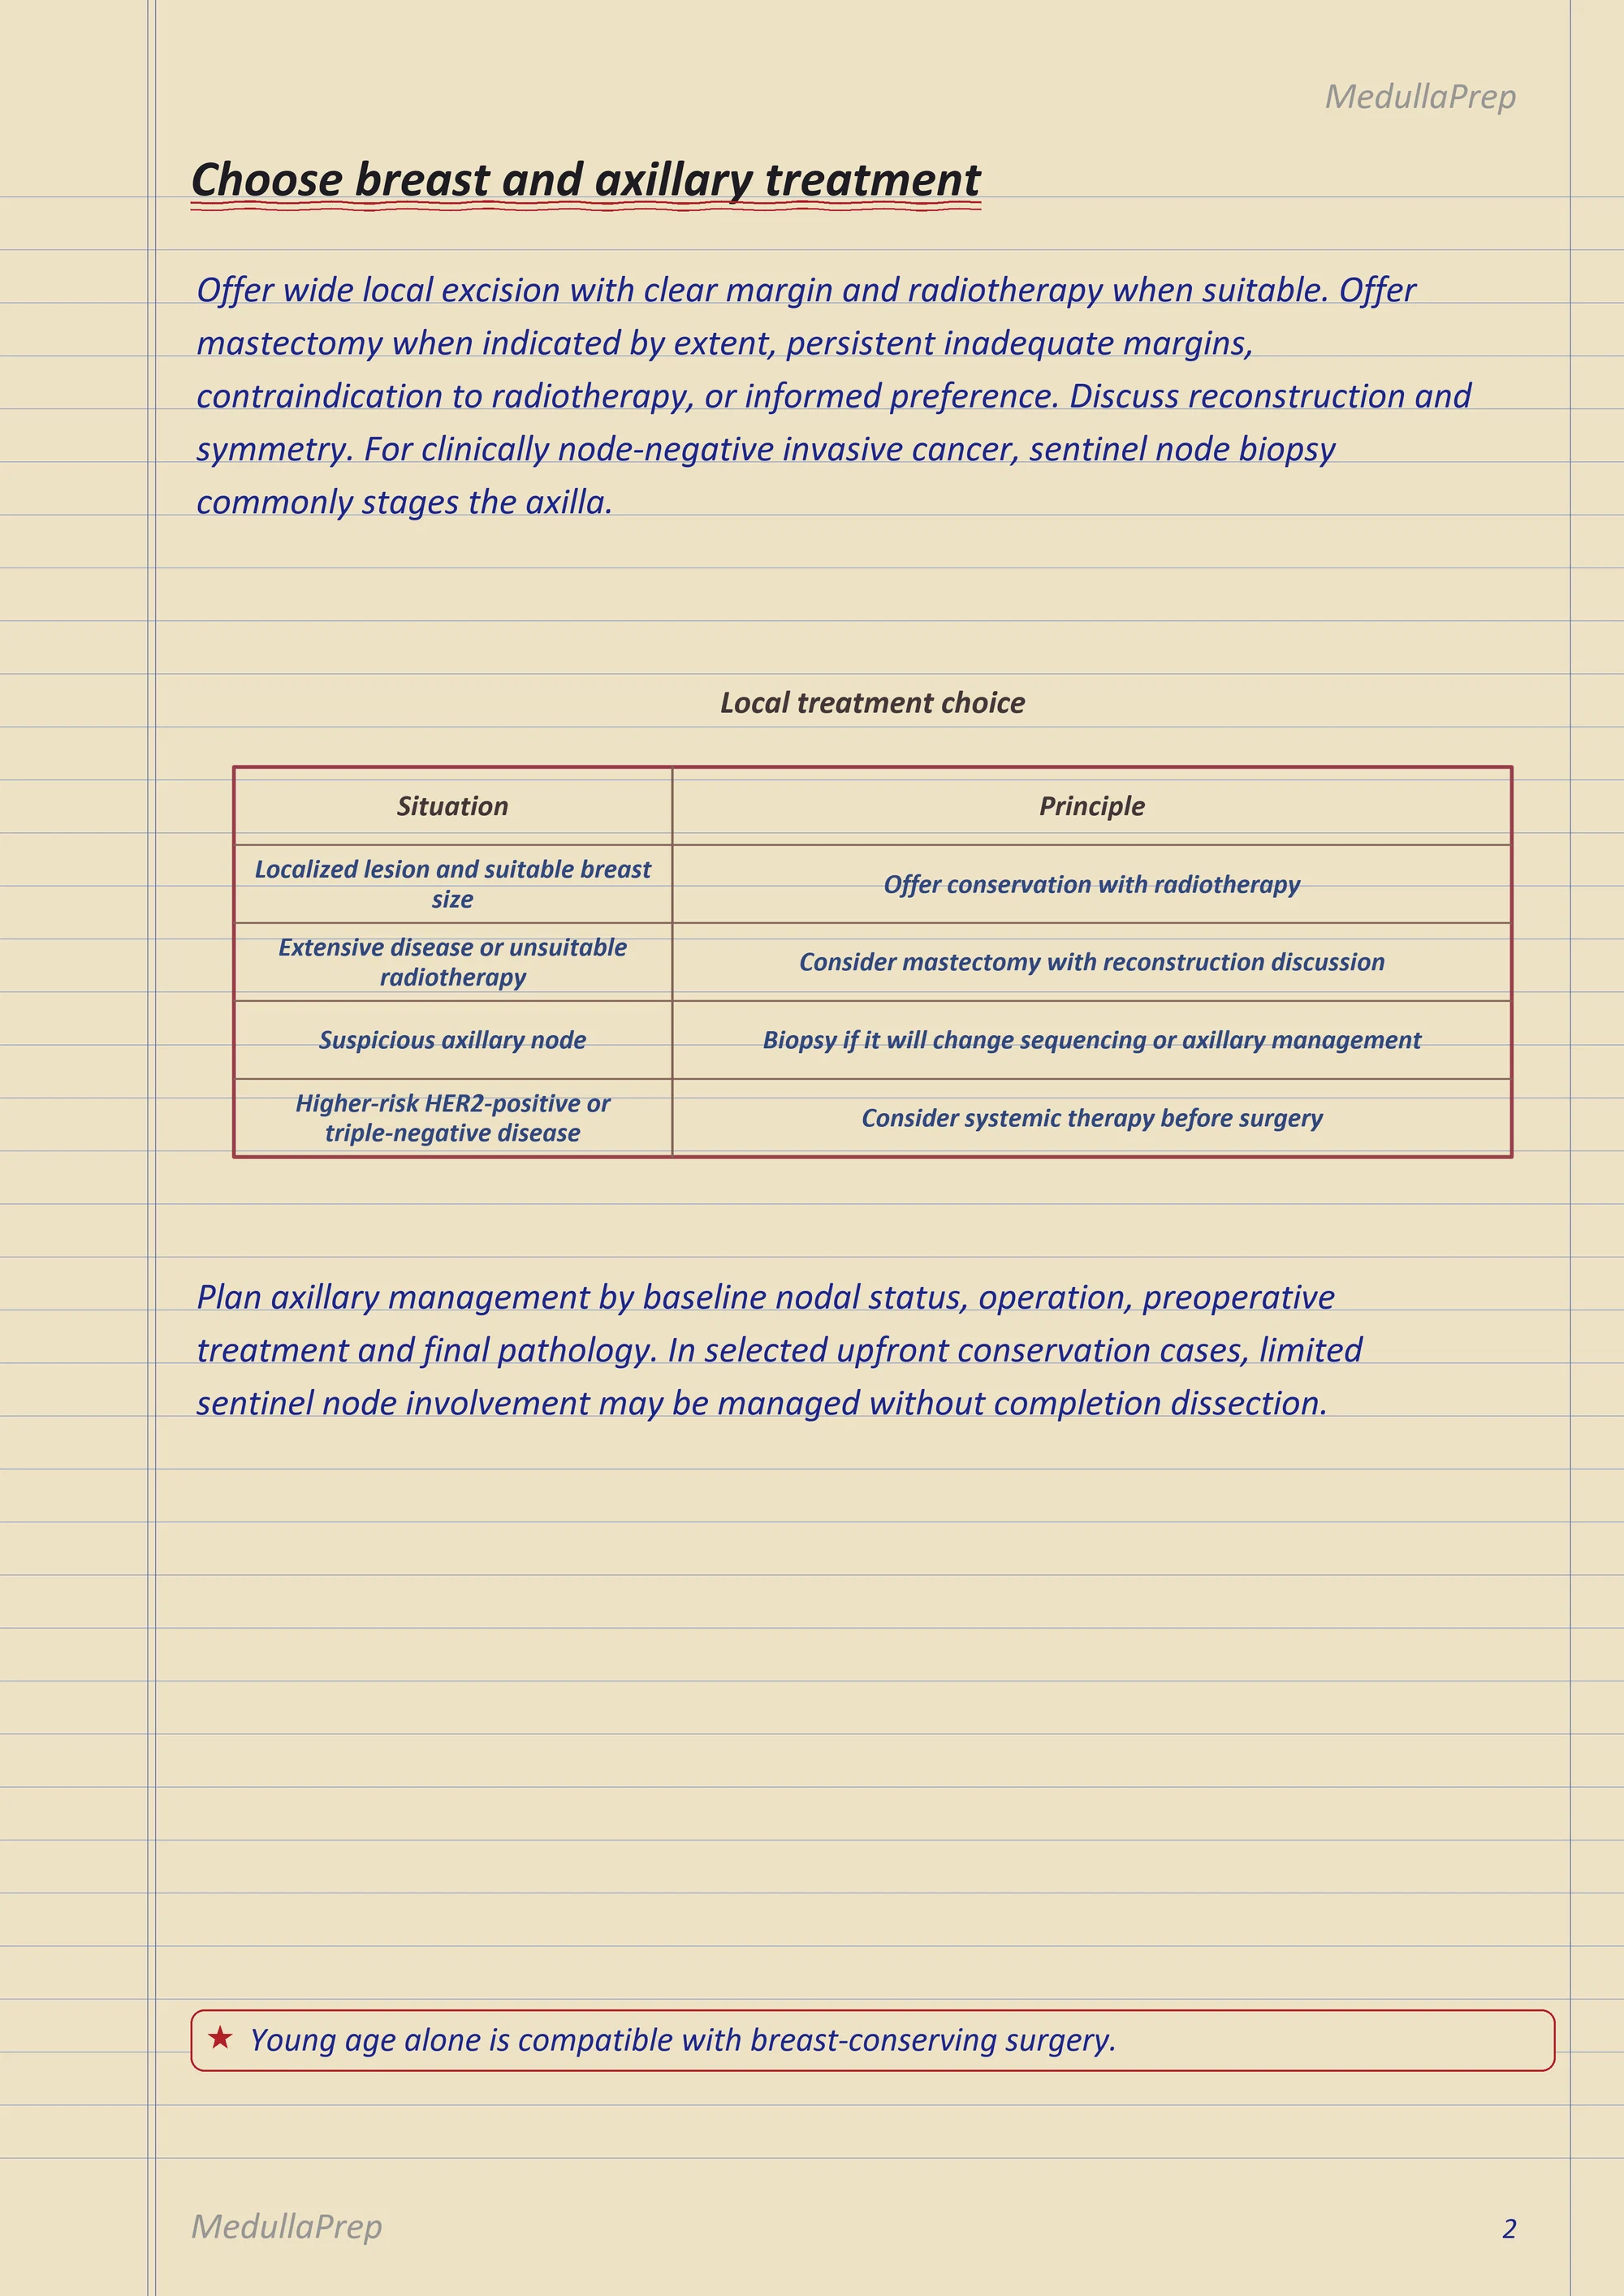 MedullaPrep
Choose breast and axillary treatment
Offer wide local excision with clear margin and radiotherapy when suitable. Offer
mastectomy when indicated by extent, persistent inadequate margins,
contraindication to radiotherapy, or informed preference. Discuss reconstruction and
symmetry. For clinically node-negative invasive cancer, sentinel node biopsy
commonly stages the axilla.
Local treatment choice
Situation
Principle
Localized lesion and suitable breast
size
Offer conservation with radiotherapy
Extensive disease or unsuitable
radiotherapy
Consider mastectomy with reconstruction discussion
Suspicious axillary node
Biopsy if it will change sequencing or axillary management
Higher-risk HER2-positive or
triple-negative disease
Consider systemic therapy before surgery
Plan axillary management by baseline nodal status, operation, preoperative
treatment and final pathology. In selected upfront conservation cases, limited
sentinel node involvement may be managed without completion dissection.
★ Young age alone is compatible with breast-conserving surgery.
MedullaPrep
2